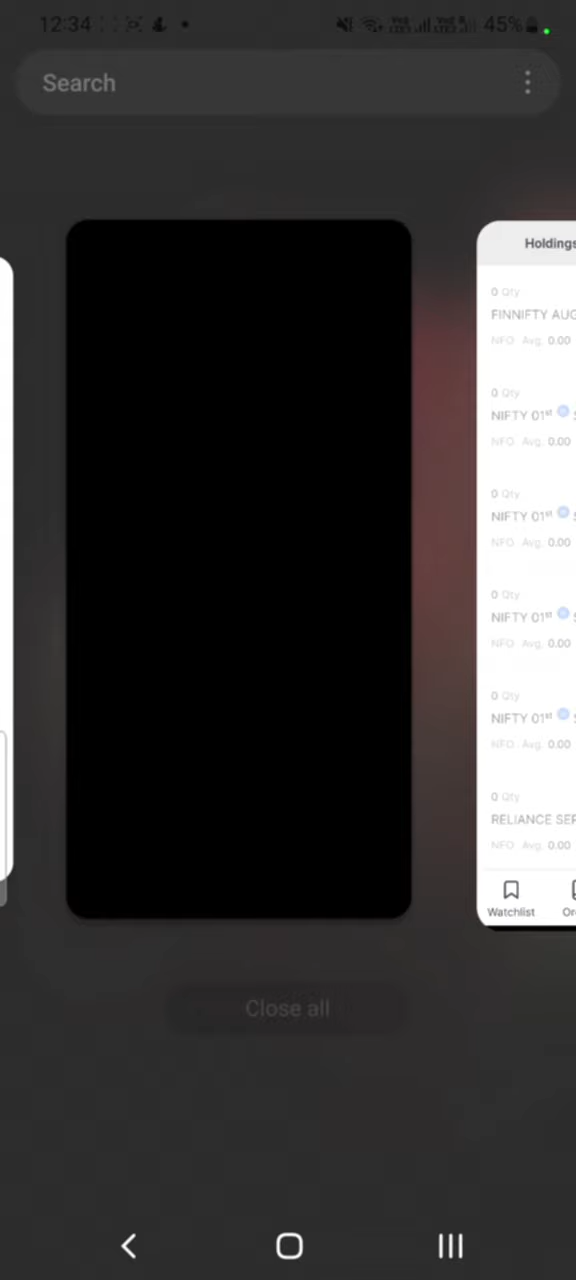 12:34 45%
Search
Holdings
0 Qty
FINNIFTY AUG
NFO Avg. 0.00
0 Qty
NIFTY 01st
NFO Avg. 0.00
0 Qty
NIFTY 01st
NFO Avg. 0.00
0 Qty
NIFTY 01st
NFO Avg. 0.00
0 Qty
NIFTY 01st
NFO Avg. 0.00
0 Qty
RELIANCE SEP
NFO Avg. 0.00
Watchlist
Close all